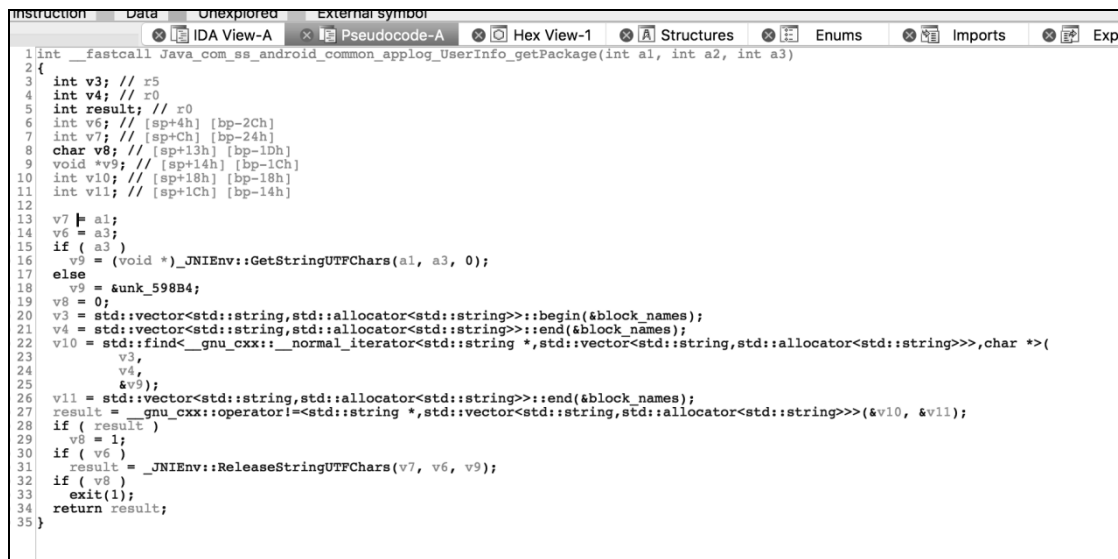 Instruction Data Unexplored External symbol
IDA View-A Pseudocode-A Hex View-1 Structures Enums Imports Exp
1 int __fastcall Java_com_ss_android_common_applog_UserInfo_getPackage(int a1, int a2, int a3)
2 {
3 int v3; // r5
4 int v4; // r0
5 int result; // r0
6 int v6; // [sp+4h] [bp-2Ch]
7 int v7; // [sp+Ch] [bp-24h]
8 char v8; // [sp+13h] [bp-1Dh]
9 void *v9; // [sp+14h] [bp-1Ch]
10 int v10; // [sp+18h] [bp-18h]
11 int v11; // [sp+1Ch] [bp-14h]
12
13 v7 = a1;
14 v6 = a3;
15 if ( a3 )
16 v9 = (void *)_JNIEnv::GetStringUTFChars(a1, a3, 0);
17 else
18 v9 = &unk_598B4;
19 v8 = 0;
20 v3 = std::vector<std::string,std::allocator<std::string>>::begin(&block_names);
21 v4 = std::vector<std::string,std::allocator<std::string>>::end(&block_names);
22 v10 = std::find<__gnu_cxx::__normal_iterator<std::string *,std::vector<std::string,std::allocator<std::string>>>,char *>(
23 v3,
24 v4,
25 &v9);
26 v11 = std::vector<std::string,std::allocator<std::string>>::end(&block_names);
27 result = __gnu_cxx::operator!=<std::string *,std::vector<std::string,std::allocator<std::string>>>(&v10, &v11);
28 if ( result )
29 v8 = 1;
30 if ( v6 )
31 result = _JNIEnv::ReleaseStringUTFChars(v7, v6, v9);
32 if ( v8 )
33 exit(1);
34 return result;
35 }